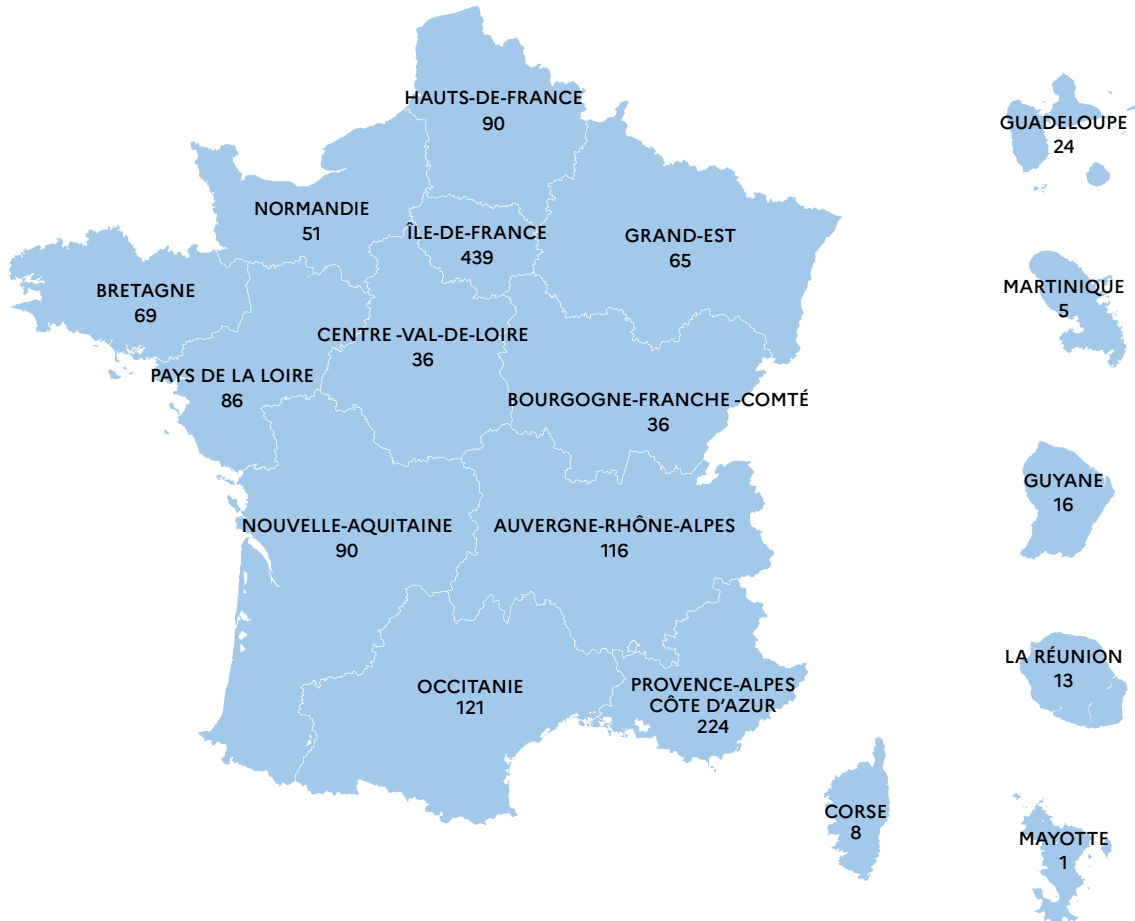 HAUTS-DE-FRANCE
90
GUADELOUPE
24
NORMANDIE
51
ÎLE-DE-FRANCE
439
GRAND-EST
65
BRETAGNE
69
MARTINIQUE
5
CENTRE -VAL-DE-LOIRE
36
PAYS DE LA LOIRE
86
BOURGOGNE-FRANCHE -COMTÉ
36
GUYANE
16
NOUVELLE-AQUITAINE
90
AUVERGNE-RHÔNE-ALPES
116
LA RÉUNION
13
OCCITANIE
121
PROVENCE-ALPES
CÔTE D'AZUR
224
CORSE
8
MAYOTTE
1